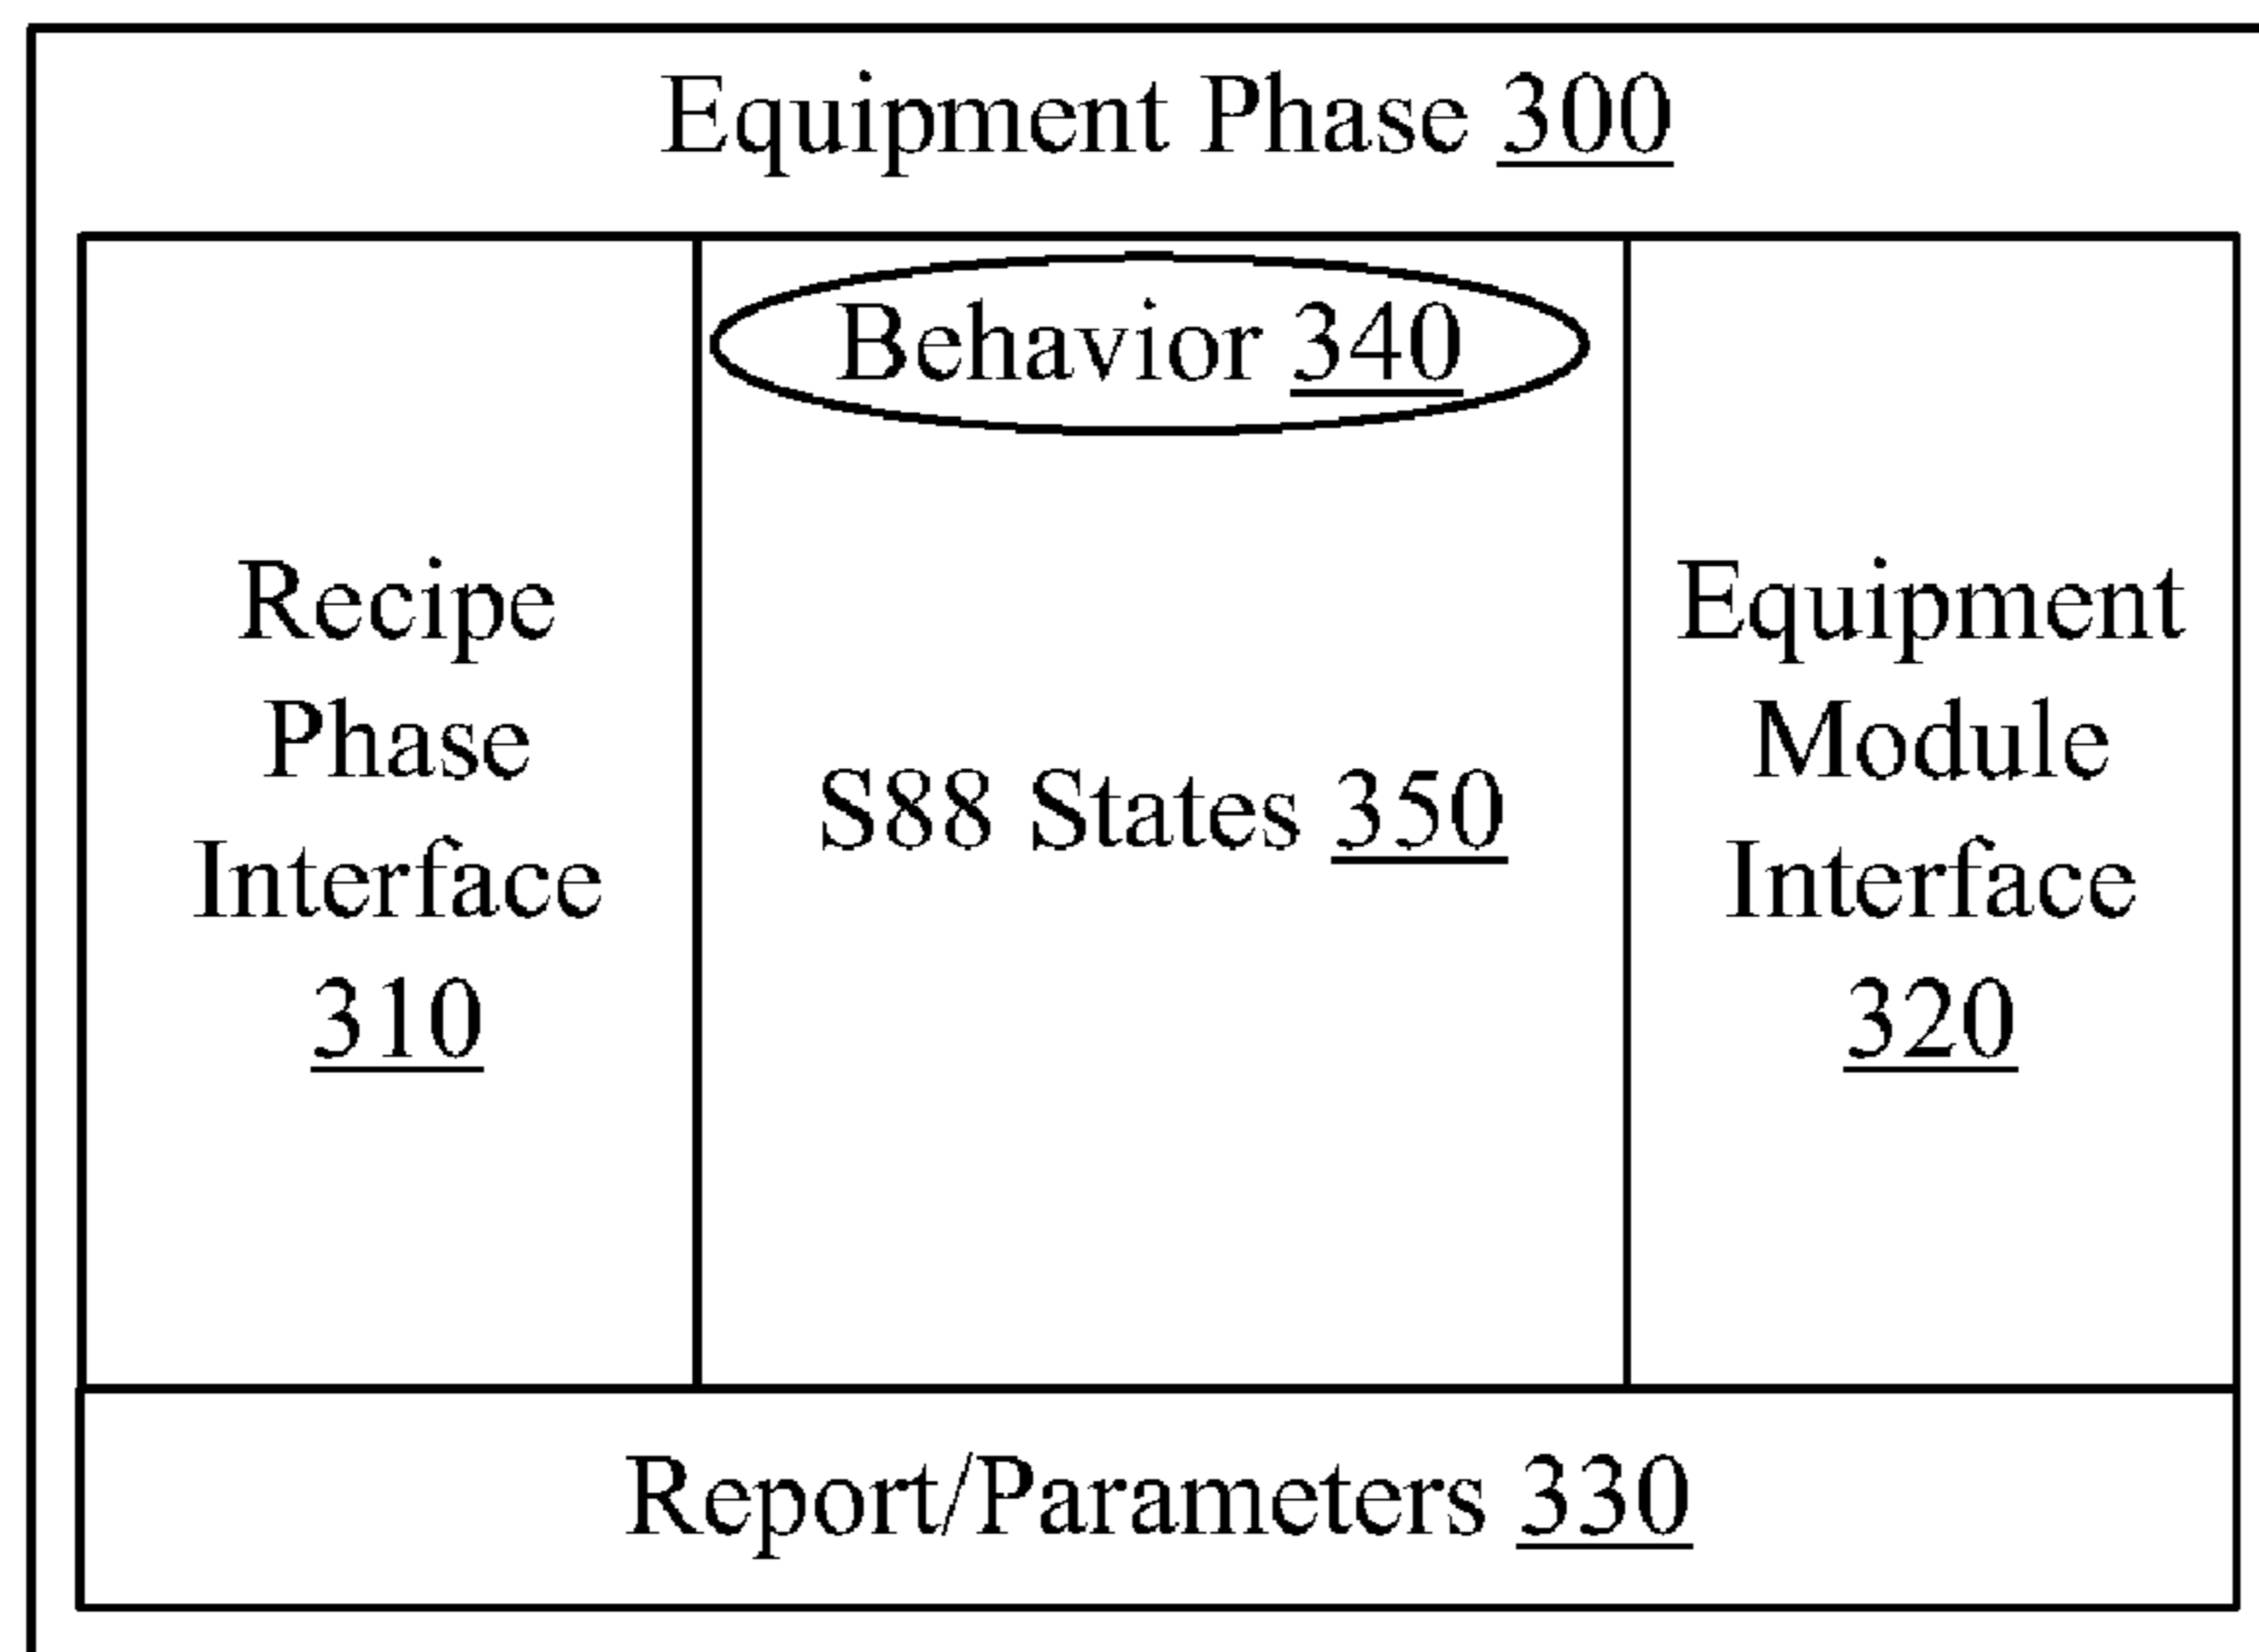 Equipment Phase 300
Behavior 340
Recipe
Phase
Interface
310
S88 States 350
Equipment
Module
Interface
320
Report/Parameters 330